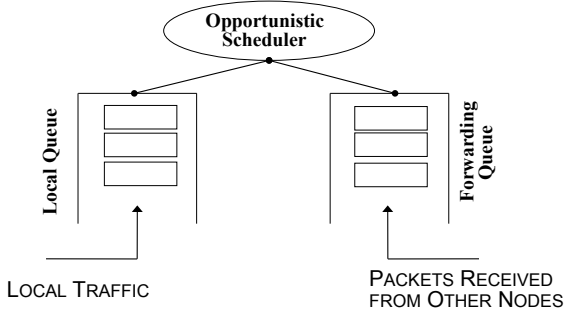 Opportunistic
Scheduler
Local Queue
Forwarding
Queue
LOCAL TRAFFIC
PACKETS RECEIVED
FROM OTHER NODES